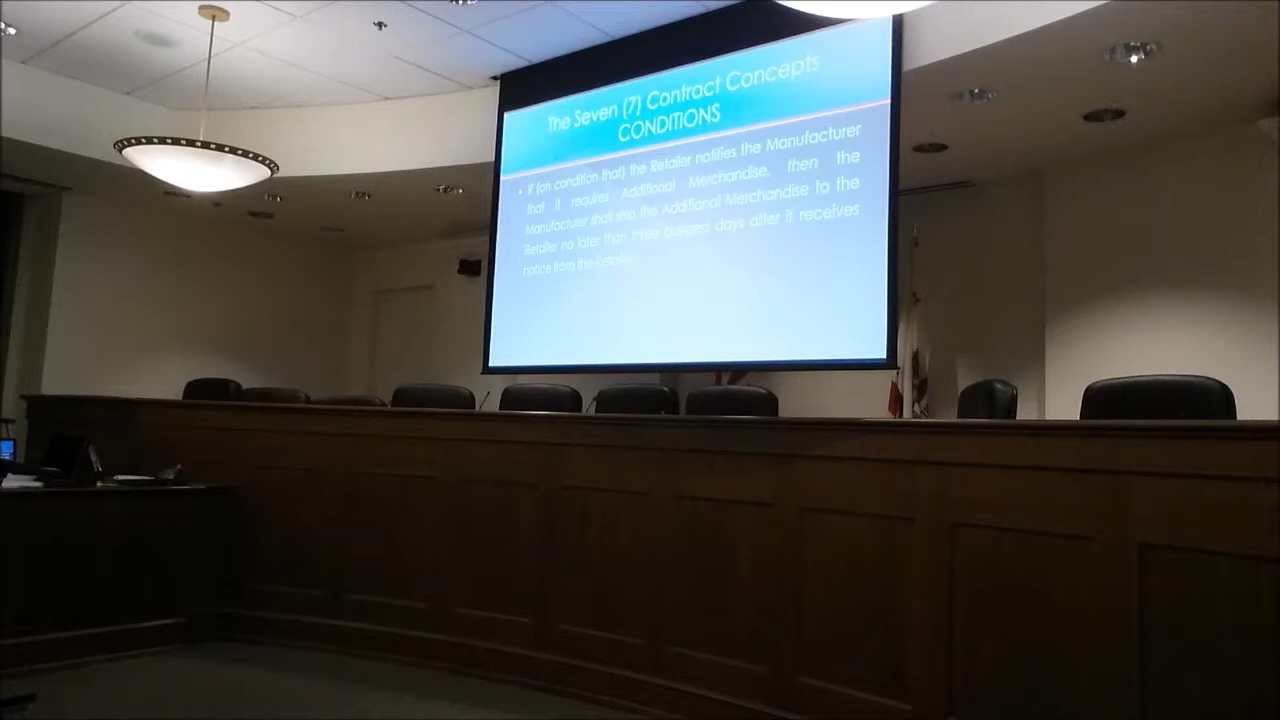 The Seven (7) Contract Concepts
CONDITIONS
• If (on condition that) the Retailer notifies the Manufacturer
that it requires Additional Merchandise, then the
Manufacturer shall ship the Additional Merchandise to the
Retailer no later than three business days after it receives
notice from the Retailer.